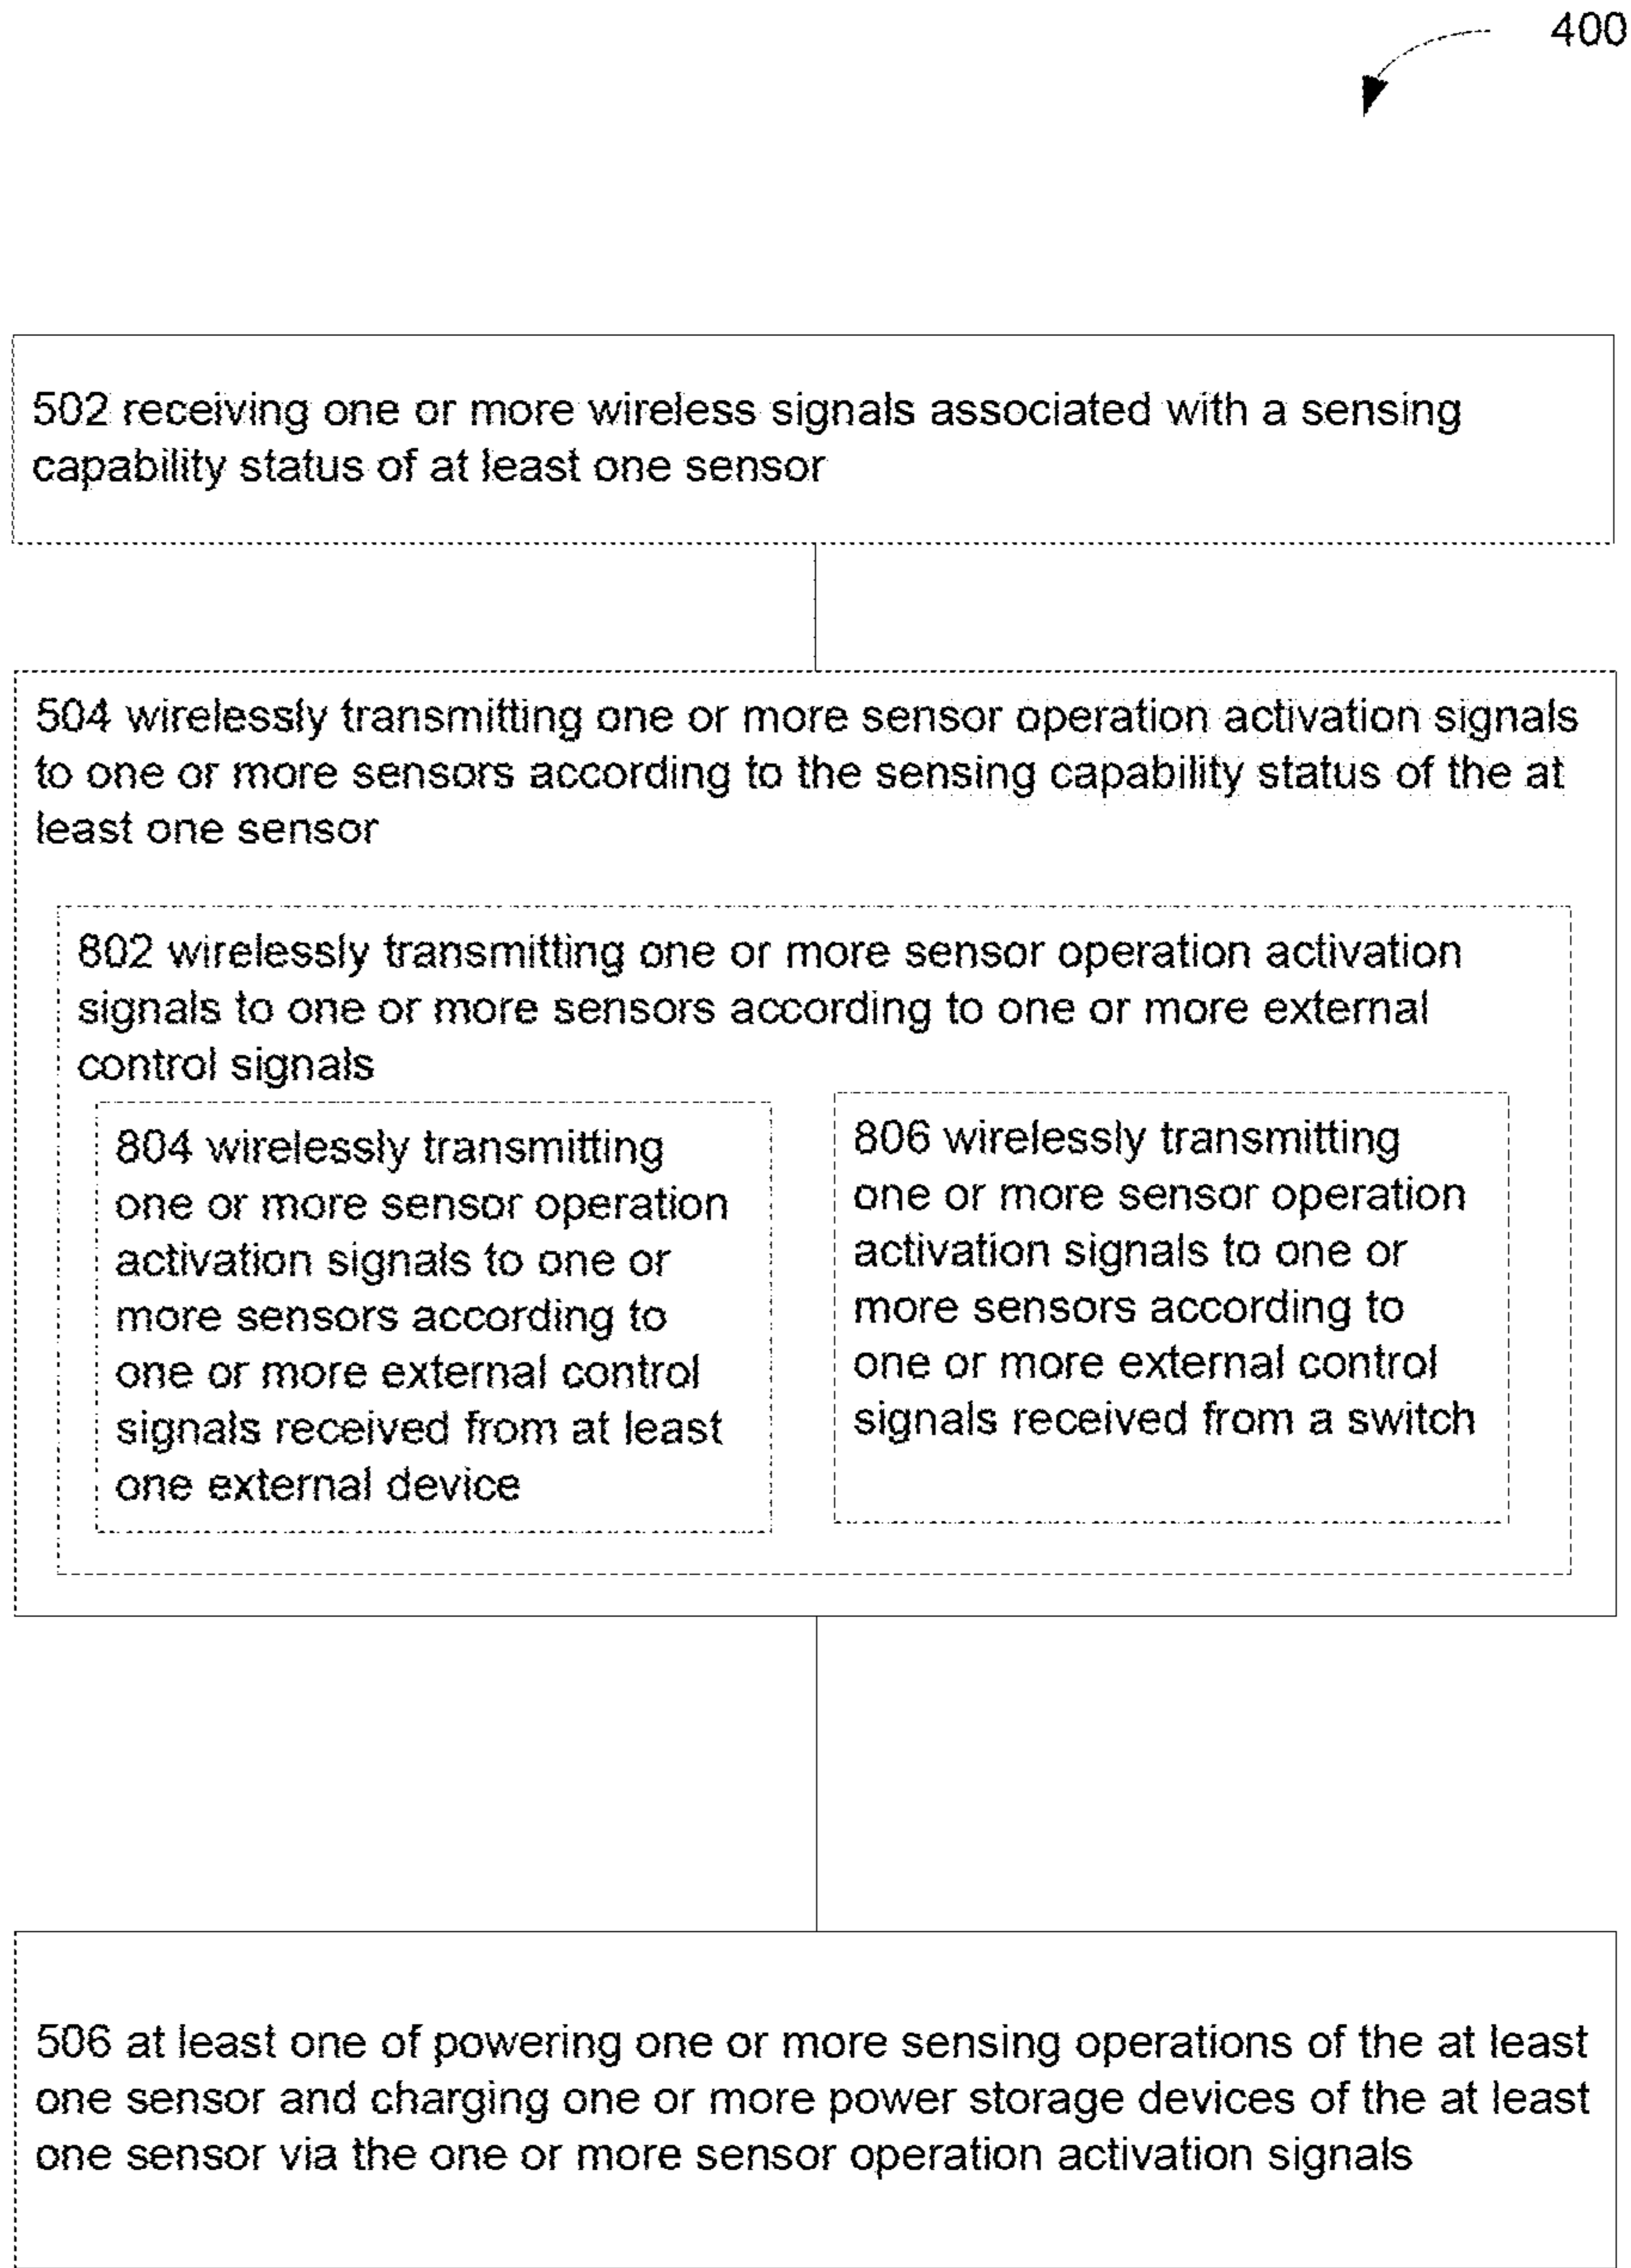 400
502 receiving one or more wireless signals associated with a sensing
capability status of at least one sensor
504 wirelessly transmitting one or more sensor operation activation signals
to one or more sensors according to the sensing capability status of the at
least one sensor
802 wirelessly transmitting one or more sensor operation activation
signals to one or more sensors according to one or more external
control signals
804 wirelessly transmitting
one or more sensor operation
activation signals to one or
more sensors according to
one or more external control
signals received from at least
one external device
806 wirelessly transmitting
one or more sensor operation
activation signals to one or
more sensors according to
one or more external control
signals received from a switch
506 at least one of powering one or more sensing operations of the at least
one sensor and charging one or more power storage devices of the at least
one sensor via the one or more sensor operation activation signals